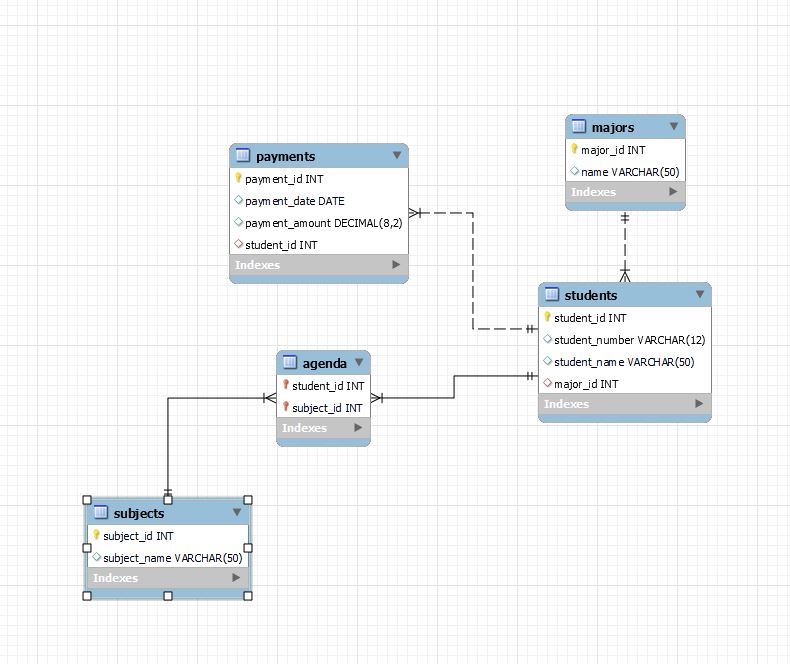 majors
major_id INT
name VARCHAR(50)
Indexes
payments
payment_id INT
payment_date DATE
payment_amount DECIMAL(8,2)
student_id INT
Indexes
students
student_id INT
student_number VARCHAR(12)
student_name VARCHAR(50)
major_id INT
Indexes
agenda
student_id INT
subject_id INT
Indexes
subjects
subject_id INT
subject_name VARCHAR(50)
Indexes